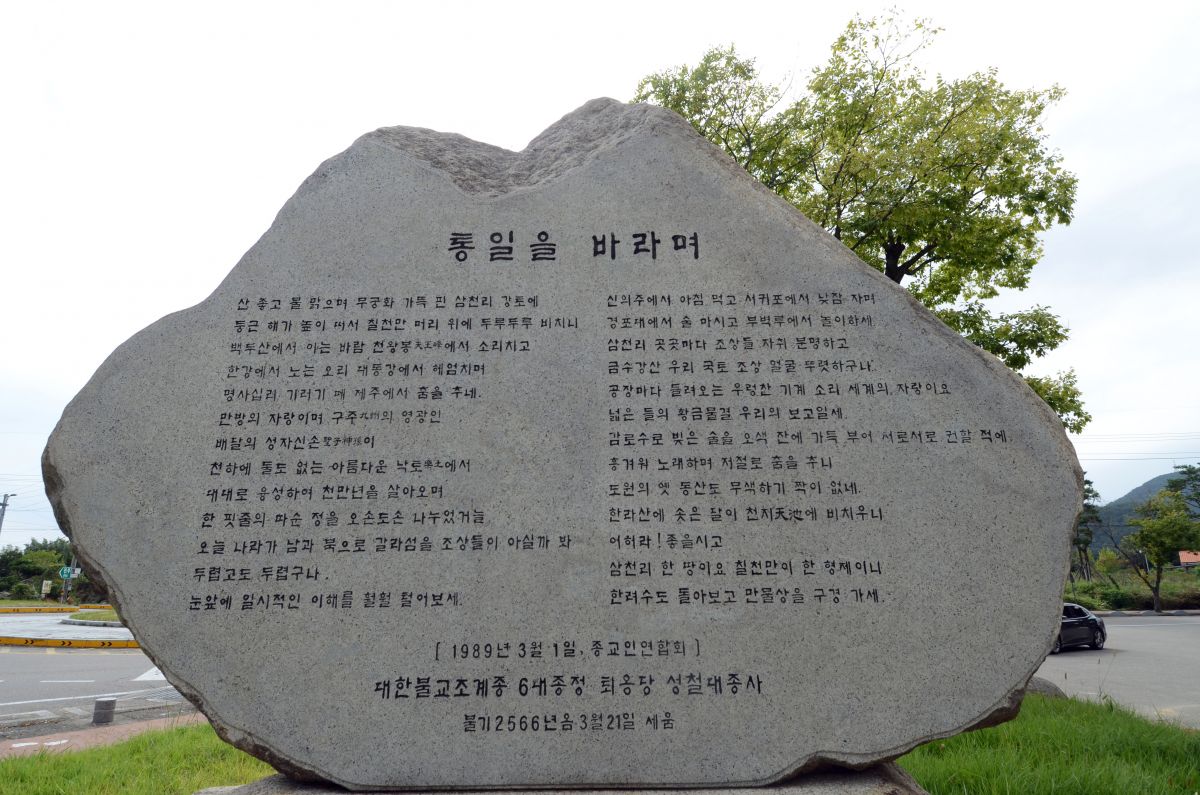 통일을 바라며
산 좋고 물 맑으며 무궁화 가득 핀 삼천리 강토에
둥근 해가 높이 떠서 칠천만 머리 위에 두루두루 비치니
백두산에서 이는 바람 천왕봉天王峰에서 소리치고
한강에서 노는 오리 대동강에서 헤엄치며
명사십리 기러기 떼 제주에서 춤을 추네.
만방의 자랑이며 구주九州의 영광인
배달의 성자신손聖子神孫이
천하에 둘도 없는 아름다운 낙토樂土에서
대대로 융성하여 천만년을 살아오며
한 핏줄의 따순 정을 오손도손 나누었거늘
오늘 나라가 남과 북으로 갈라섬을 조상들이 아실까 봐
두렵고도 두렵구나.
눈앞에 일시적인 이해를 훨훨 털어보세.
신의주에서 아침 먹고 서귀포에서 낮잠 자며
경포대에서 술 마시고 부벽루에서 놀이하세.
삼천리 곳곳마다 조상들 자취 분명하고
금수강산 우리 국토 조상 얼굴 뚜렷하구나.
공장마다 들려오는 우렁찬 기계 소리 세계의 자랑이요
넓은 들의 황금물결 우리의 보고일세.
감로수로 빚은 술을 오색 잔에 가득 부어 서로서로 권할 적에
흥겨워 노래하며 저절로 춤을 추니
도원의 옛 동산도 무색하기 짝이 없네.
한라산에 솟은 달이 천지天池에 비치우니
어허라! 좋을시고
삼천리 한 땅이요 칠천만이 한 형제이니
한려수도 돌아보고 만물상을 구경 가세.
[ 1989년 3월 1일, 종교인연합회 ]
대한불교조계종 6대종정 퇴옹당 성철대종사
불기2566년음3월21일 세움